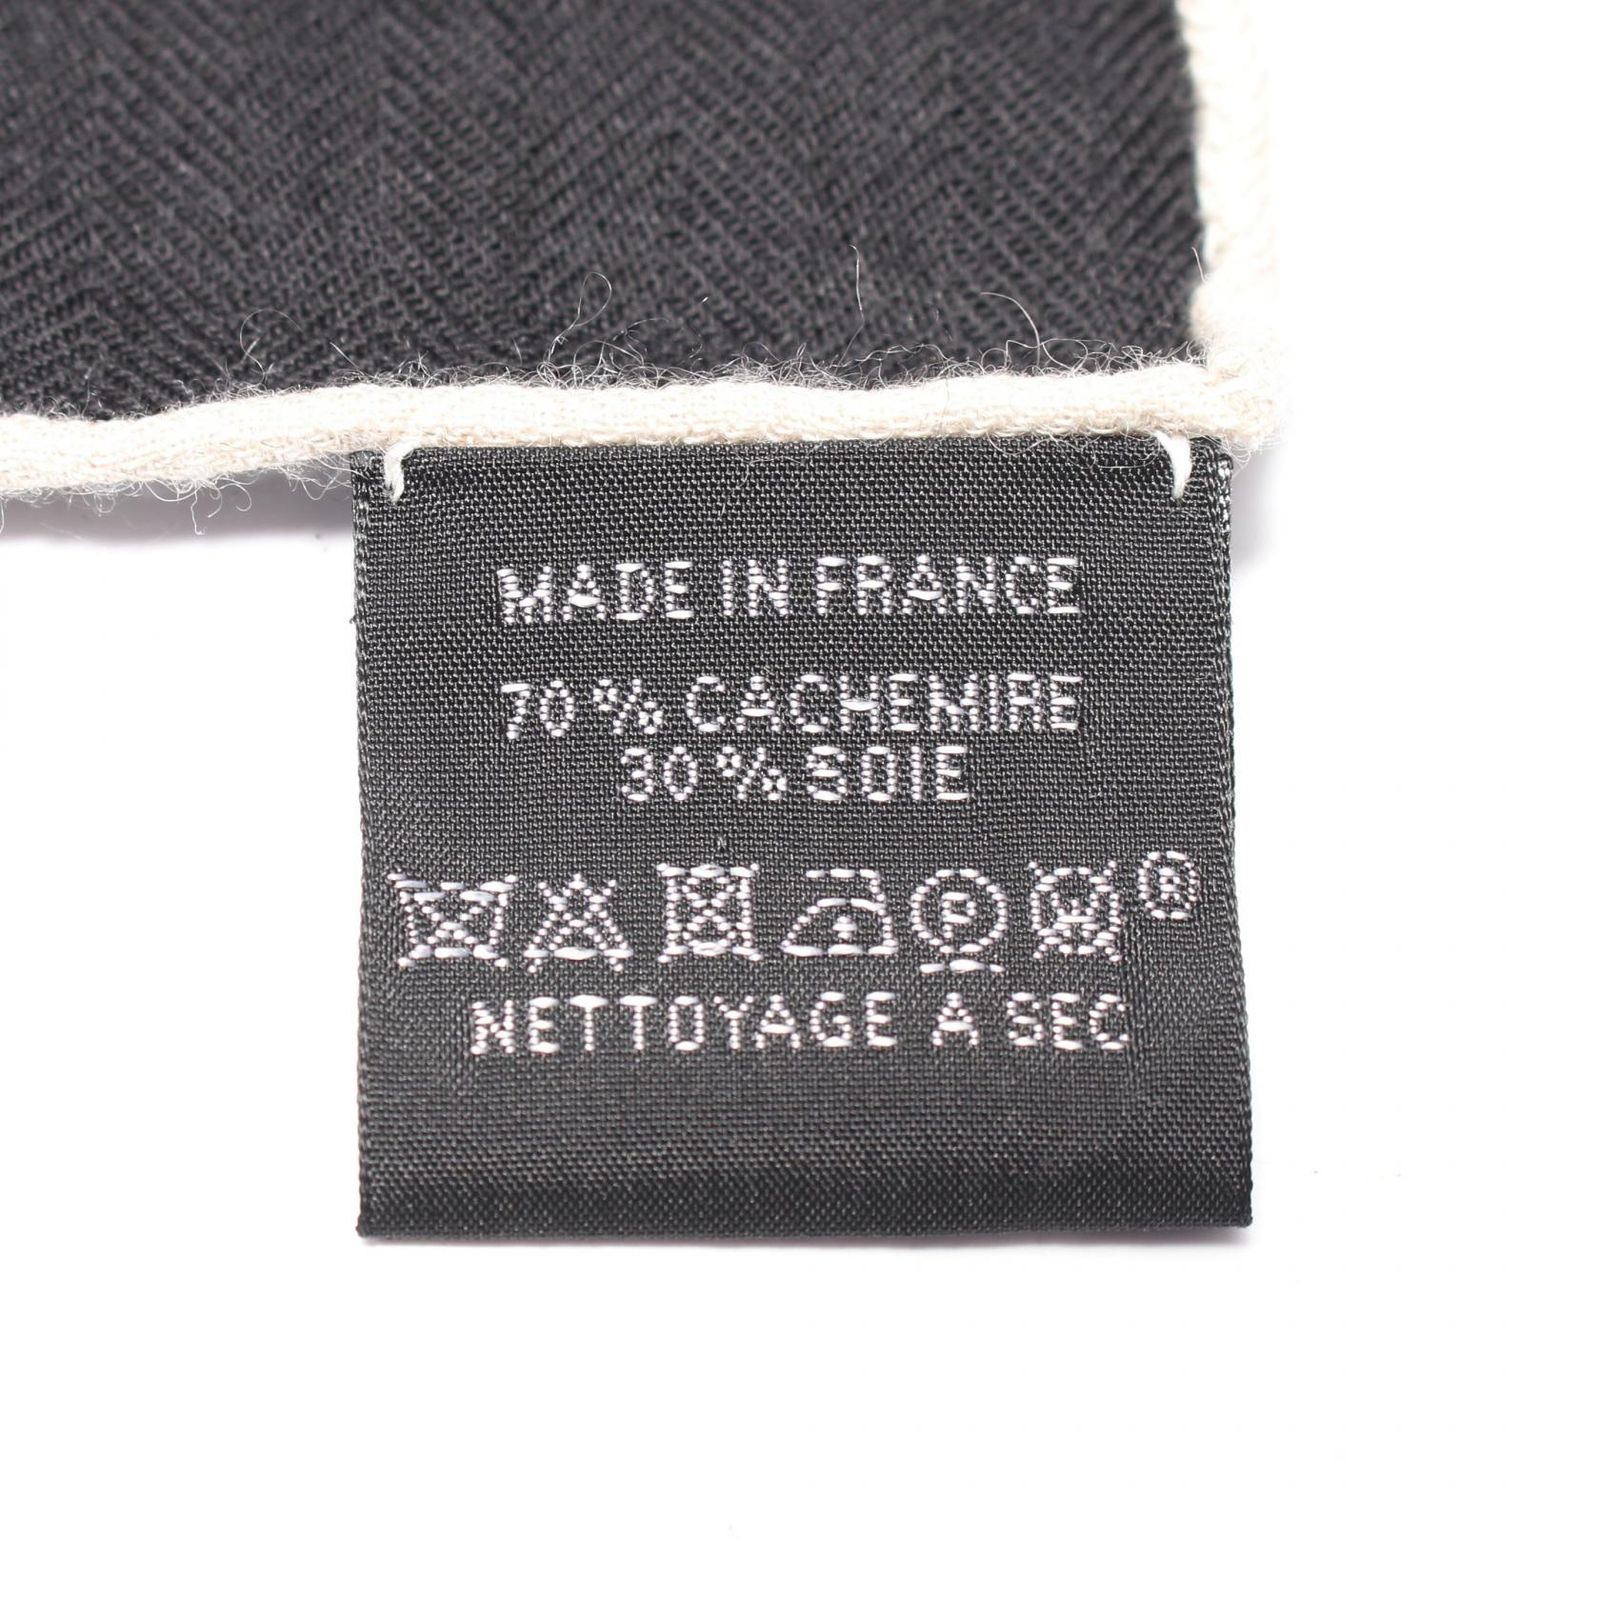 MADE IN FRANCE
70 % CACHEMIRE
30 % SOIE
P W ®
NETTOYAGE A SEC